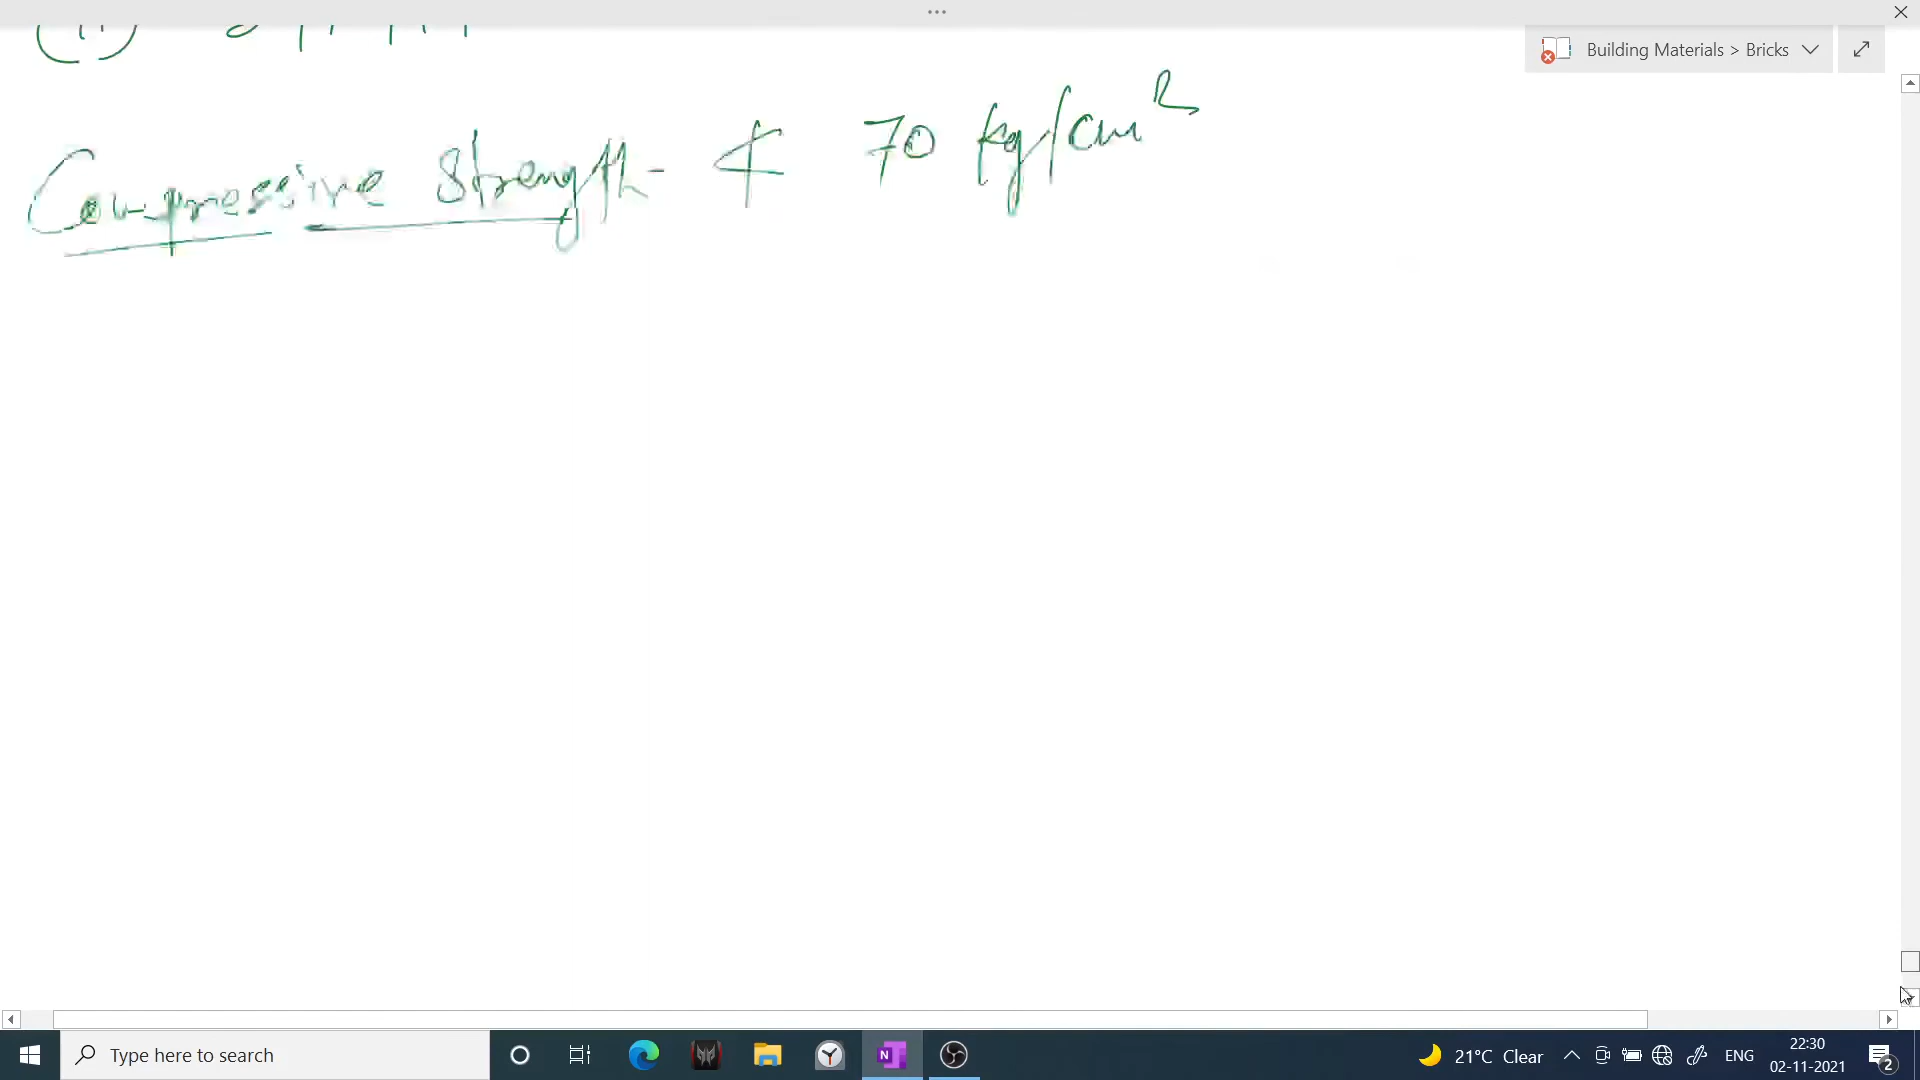 Building Materials > Bricks
Compressive Strength- ≮ 70 kg/cm²
Type here to search
N
21°C Clear
ENG
22:30
02-11-2021
2